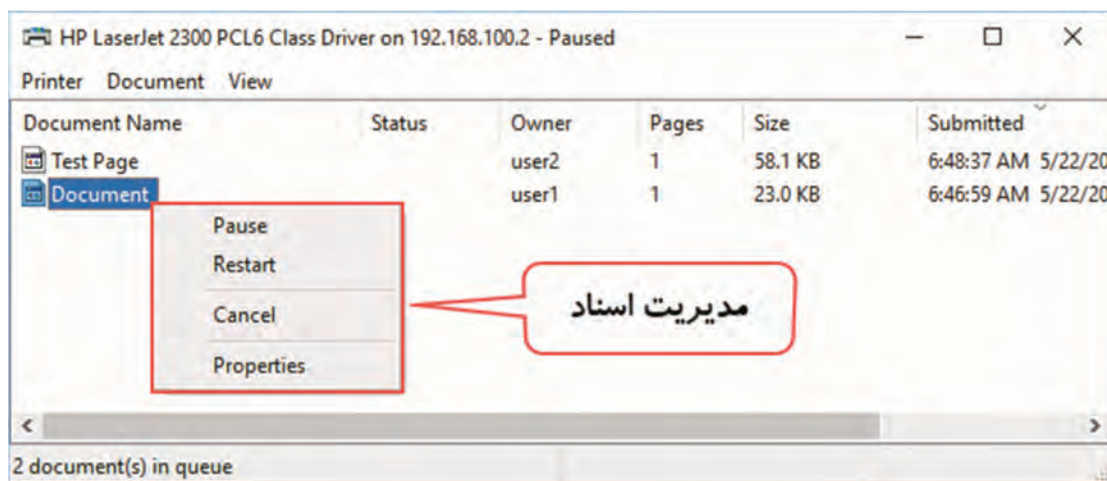 HP LaserJet 2300 PCL6 Class Driver on 192.168.100.2 - Paused
Printer Document View
Document Name Status Owner Pages Size Submitted
Test Page user2 1 58.1 KB 6:48:37 AM 5/22/20
Document user1 1 23.0 KB 6:46:59 AM 5/22/20
Pause
Restart
Cancel
Properties
مدیریت اسناد
2 document(s) in queue